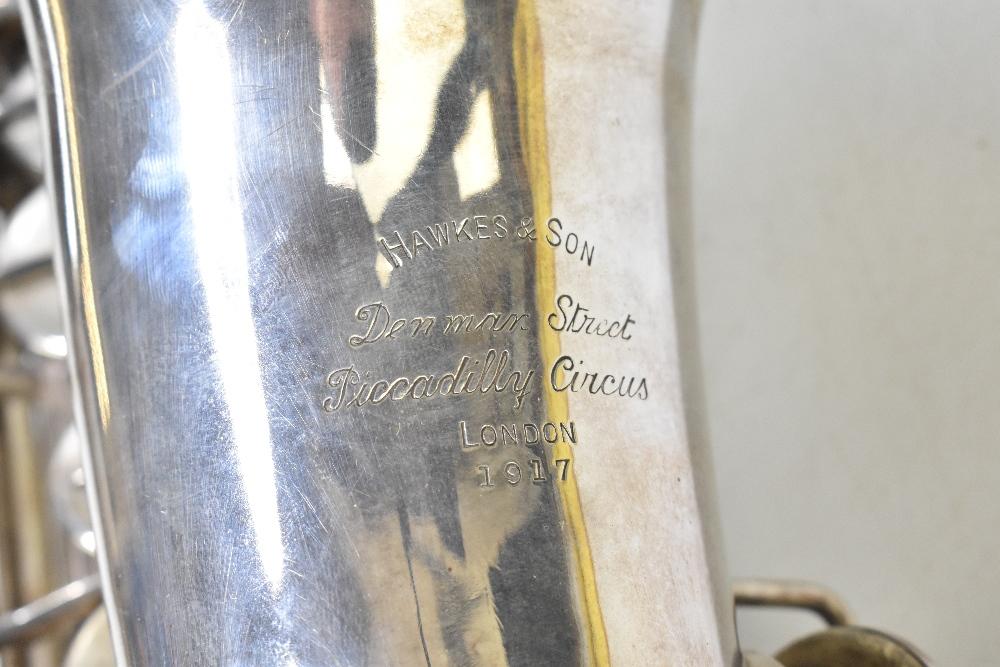 HAWKES & SON
Denman Street
Piccadilly Circus
LONDON
1917